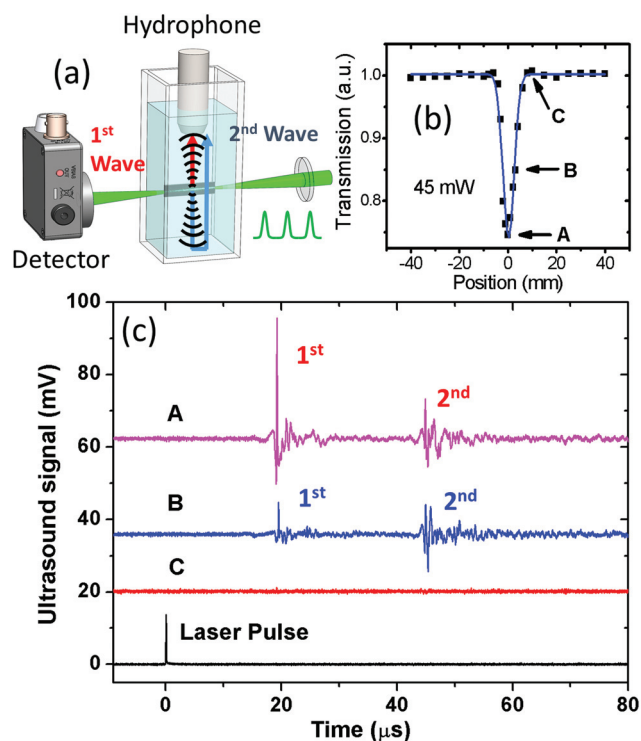 Hydrophone
(a)
1st
Wave
2nd Wave
Detector
(b)
Transmission (a.u.)
1.0
0.9
0.8
C
B
A
45 mW
-40 -20 0 20 40
Position (mm)
(c)
Ultrasound signal (mV)
100
80
60
40
20
0
1st
2nd
A
1st
2nd
B
C
Laser Pulse
0 20 40 60 80
Time (μs)